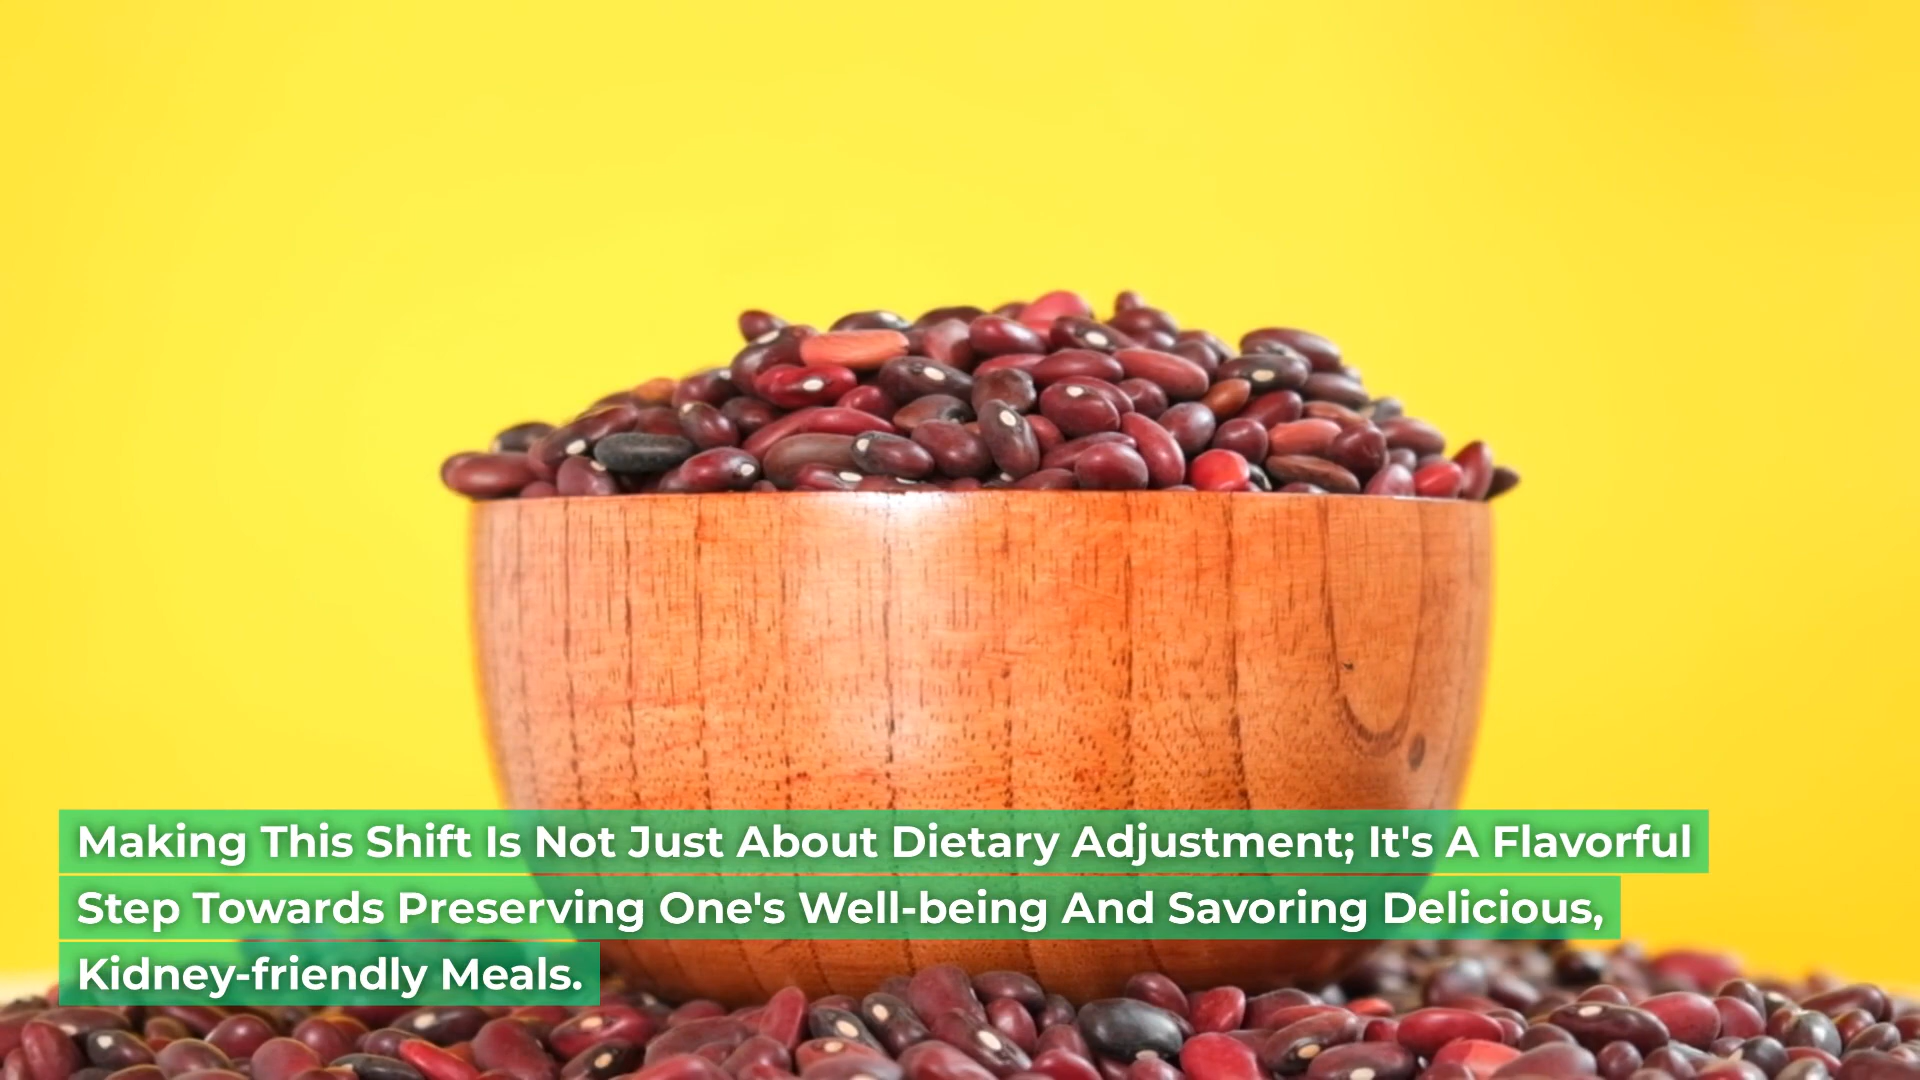 Making This Shift Is Not Just About Dietary Adjustment; It's A Flavorful
Step Towards Preserving One's Well-being And Savoring Delicious,
Kidney-friendly Meals.